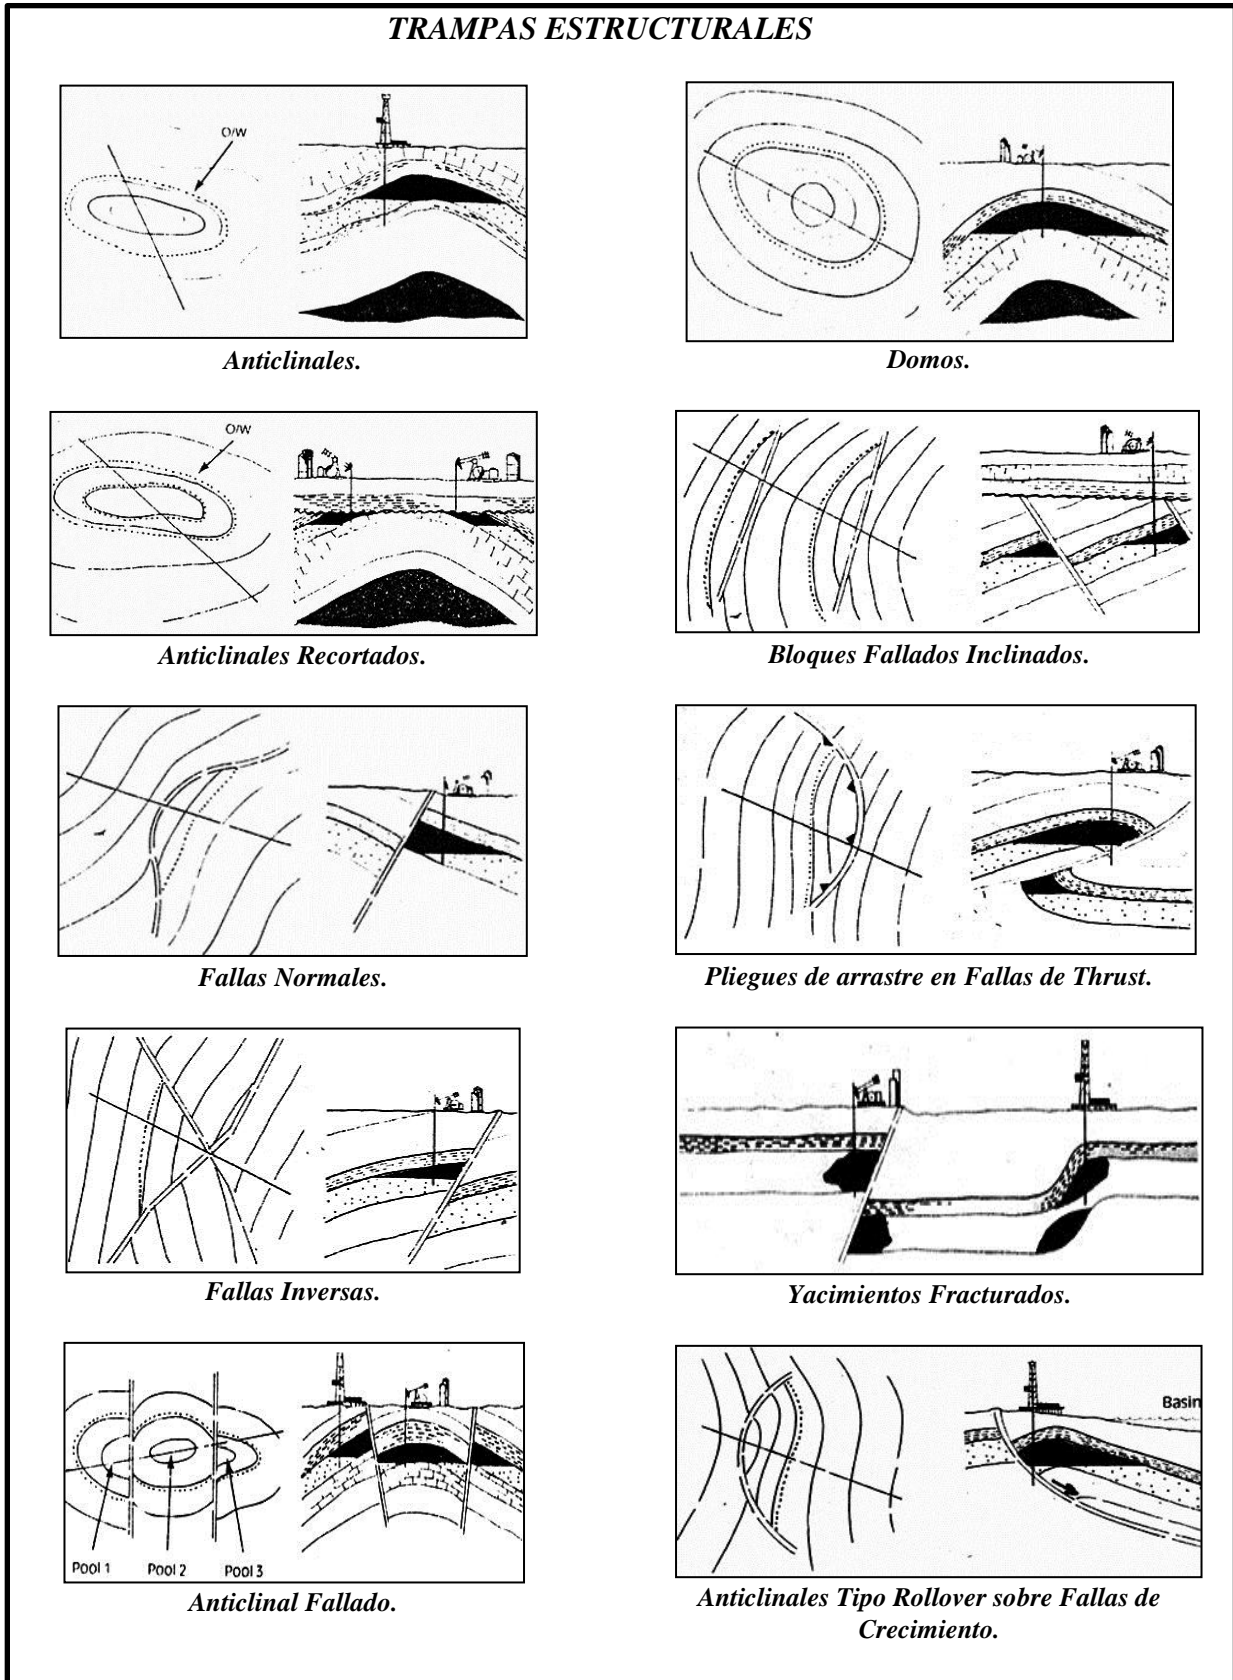 TRAMPAS ESTRUCTURALES
O/W
Anticlinales.
Domos.
O/W
Anticlinales Recortados.
Bloques Fallados Inclinados.
Fallas Normales.
Pliegues de arrastre en Fallas de Thrust.
Fallas Inversas.
Yacimientos Fracturados.
Pool 1
Pool 2
Pool 3
Anticlinal Fallado.
Basin
Anticlinales Tipo Rollover sobre Fallas de
Crecimiento.